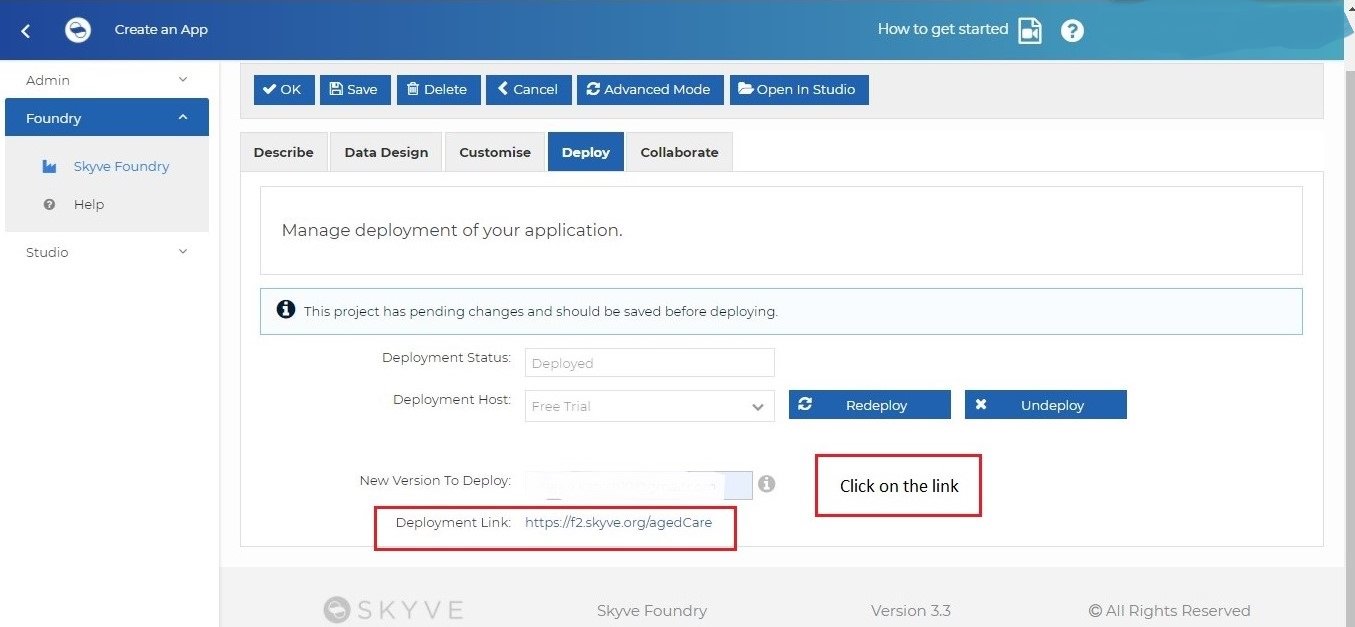 Create an App
How to get started
Admin
Foundry
Skyve Foundry
Help
Studio
OK Save Delete Cancel Advanced Mode Open In Studio
Describe Data Design Customise Deploy Collaborate
Manage deployment of your application.
This project has pending changes and should be saved before deploying.
Deployment Status: Deployed
Deployment Host: Free Trial Redeploy Undeploy
New Version To Deploy:
Click on the link
Deployment Link: https://f2.skyve.org/agedCare
SKYVE Skyve Foundry Version 3.3 © All Rights Reserved